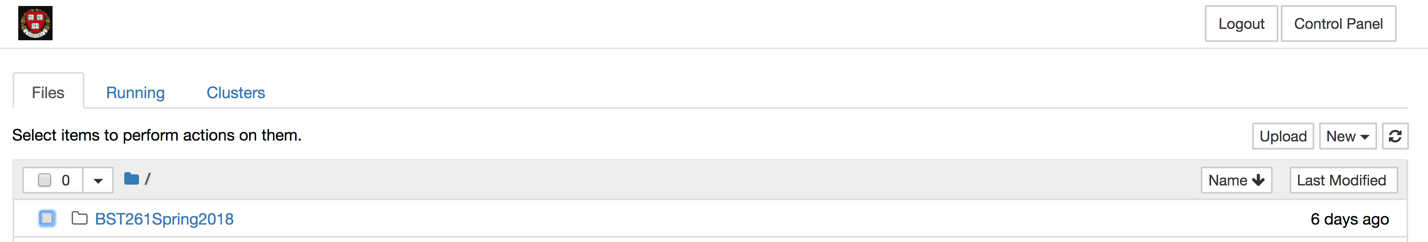 Logout Control Panel
Files Running Clusters
Select items to perform actions on them.
Upload New
0 / Name Last Modified
BST261Spring2018 6 days ago